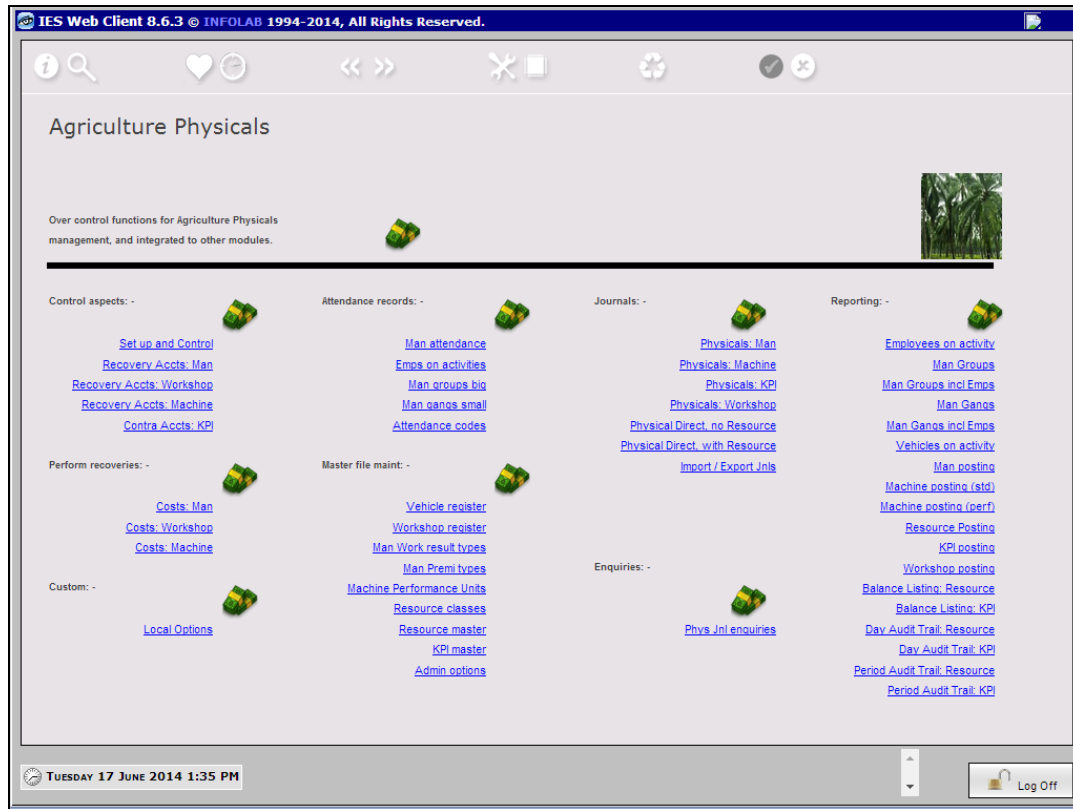 IES Web Client 8.6.3 © INFOLAB 1994-2014, All Rights Reserved.
Agriculture Physicals
Over control functions for Agriculture Physicals
management, and integrated to other modules.
Control aspects: -
Set up and Control
Recovery Accts: Man
Recovery Accts: Workshop
Recovery Accts: Machine
Contra Accts: KPI
Perform recoveries: -
Costs: Man
Costs: Workshop
Costs: Machine
Custom: -
Local Options
Attendance records: -
Man attendance
Emps on activities
Man groups big
Man gangs small
Attendance codes
Master file maint: -
Vehicle register
Workshop register
Man Work result types
Man Premi types
Machine Performance Units
Resource classes
Resource master
KPI master
Admin options
Journals: -
Physicals: Man
Physicals: Machine
Physicals: KPI
Physicals: Workshop
Physical Direct, no Resource
Physical Direct, with Resource
Import / Export Jnls
Enquiries: -
Phys Jnl enquiries
Reporting: -
Employees on activity
Man Groups
Man Groups incl Emps
Man Gangs
Man Gangs incl Emps
Vehicles on activity
Man posting
Machine posting (std)
Machine posting (perf)
Resource Posting
KPI posting
Workshop posting
Balance Listing: Resource
Balance Listing: KPI
Day Audit Trail: Resource
Day Audit Trail: KPI
Period Audit Trail: Resource
Period Audit Trail: KPI
TUESDAY 17 JUNE 2014 1:35 PM
Log Off